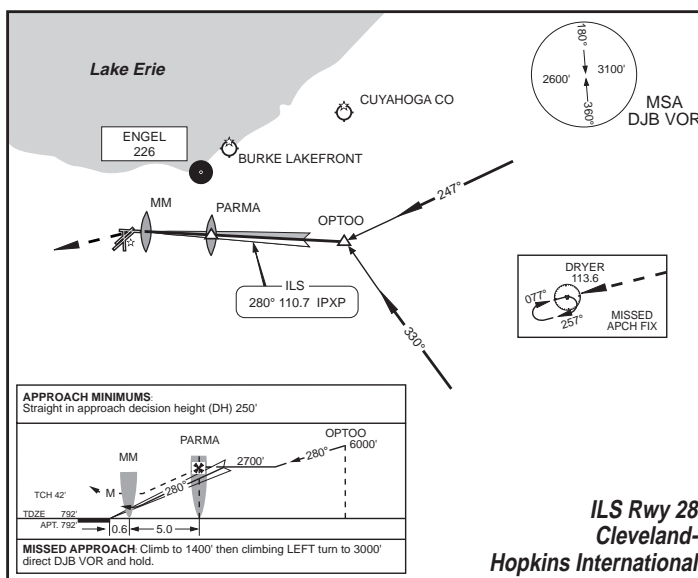 Lake Erie
180°
3100'
2600'
360°
MSA
DJB VOR
CUYAHOGA CO
ENGEL
226
BURKE LAKEFRONT
MM
PARMA
OPTOO
247°
ILS
280° 110.7 IPXP
330°
DRYER
113.6
077°
257°
MISSED
APCH FIX
APPROACH MINIMUMS:
Straight in approach decision height (DH) 250'
OPTOO
6000'
PARMA
MM
280°
2700'
280°
M
TCH 42'
TDZE 792'
APT. 792'
0.6
5.0
MISSED APPROACH: Climb to 1400' then climbing LEFT turn to 3000'
direct DJB VOR and hold.
ILS Rwy 28
Cleveland-
Hopkins International